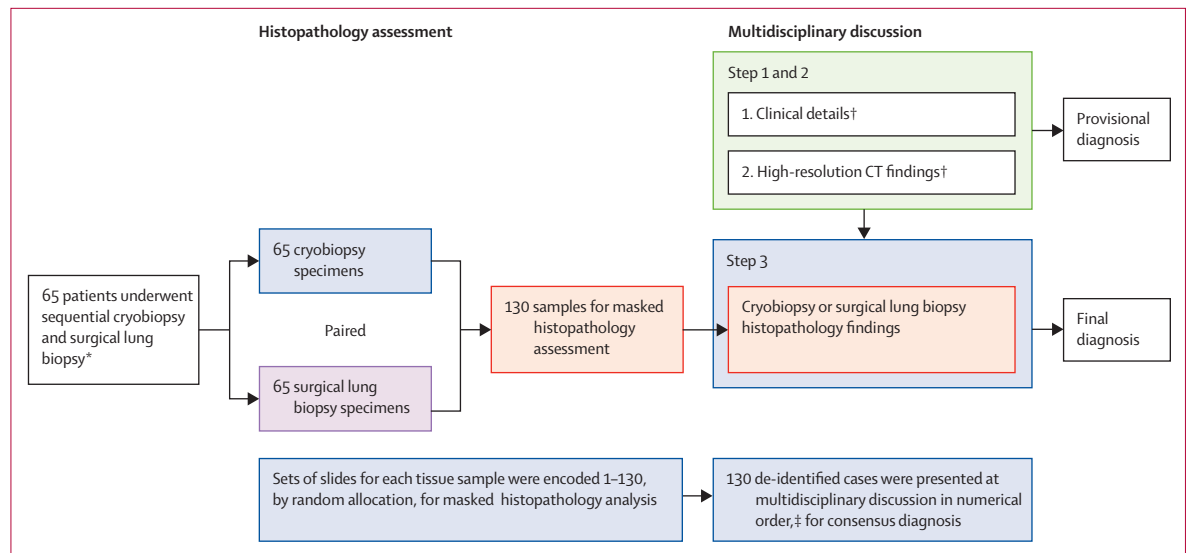 Histopathology assessment
Multidisciplinary discussion
65 patients underwent
sequential cryobiopsy
and surgical lung
biopsy*
65 cryobiopsy
specimens
Paired
65 surgical lung
biopsy specimens
130 samples for masked
histopathology
assessment
Step 1 and 2
1. Clinical details†
2. High-resolution CT findings†
Provisional
diagnosis
Step 3
Cryobiopsy or surgical lung biopsy
histopathology findings
Final
diagnosis
Sets of slides for each tissue sample were encoded 1–130,
by random allocation, for masked histopathology analysis
130 de-identified cases were presented at
multidisciplinary discussion in numerical
order,‡ for consensus diagnosis